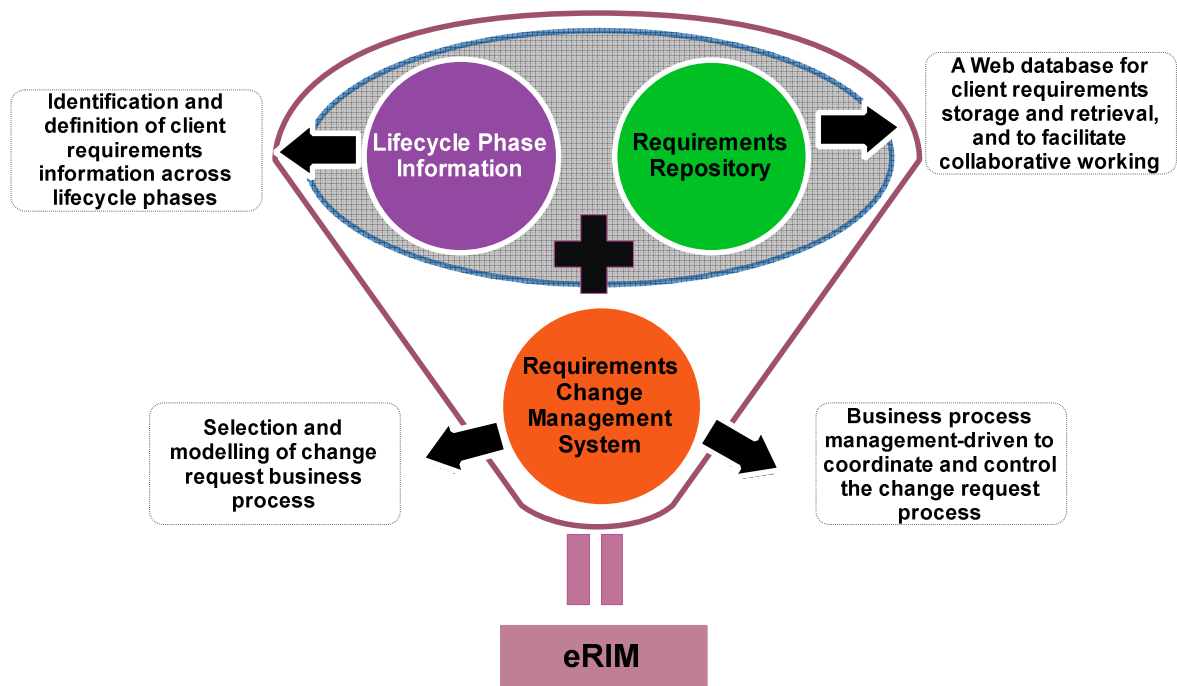 Identification and
definition of client
requirements
information across
lifecycle phases
Lifecycle Phase
Information
Requirements
Repository
A Web database for
client requirements
storage and retrieval,
and to facilitate
collaborative working
Requirements
Change
Management
System
Selection and
modelling of change
request business
process
Business process
management-driven to
coordinate and control
the change request
process
eRIM